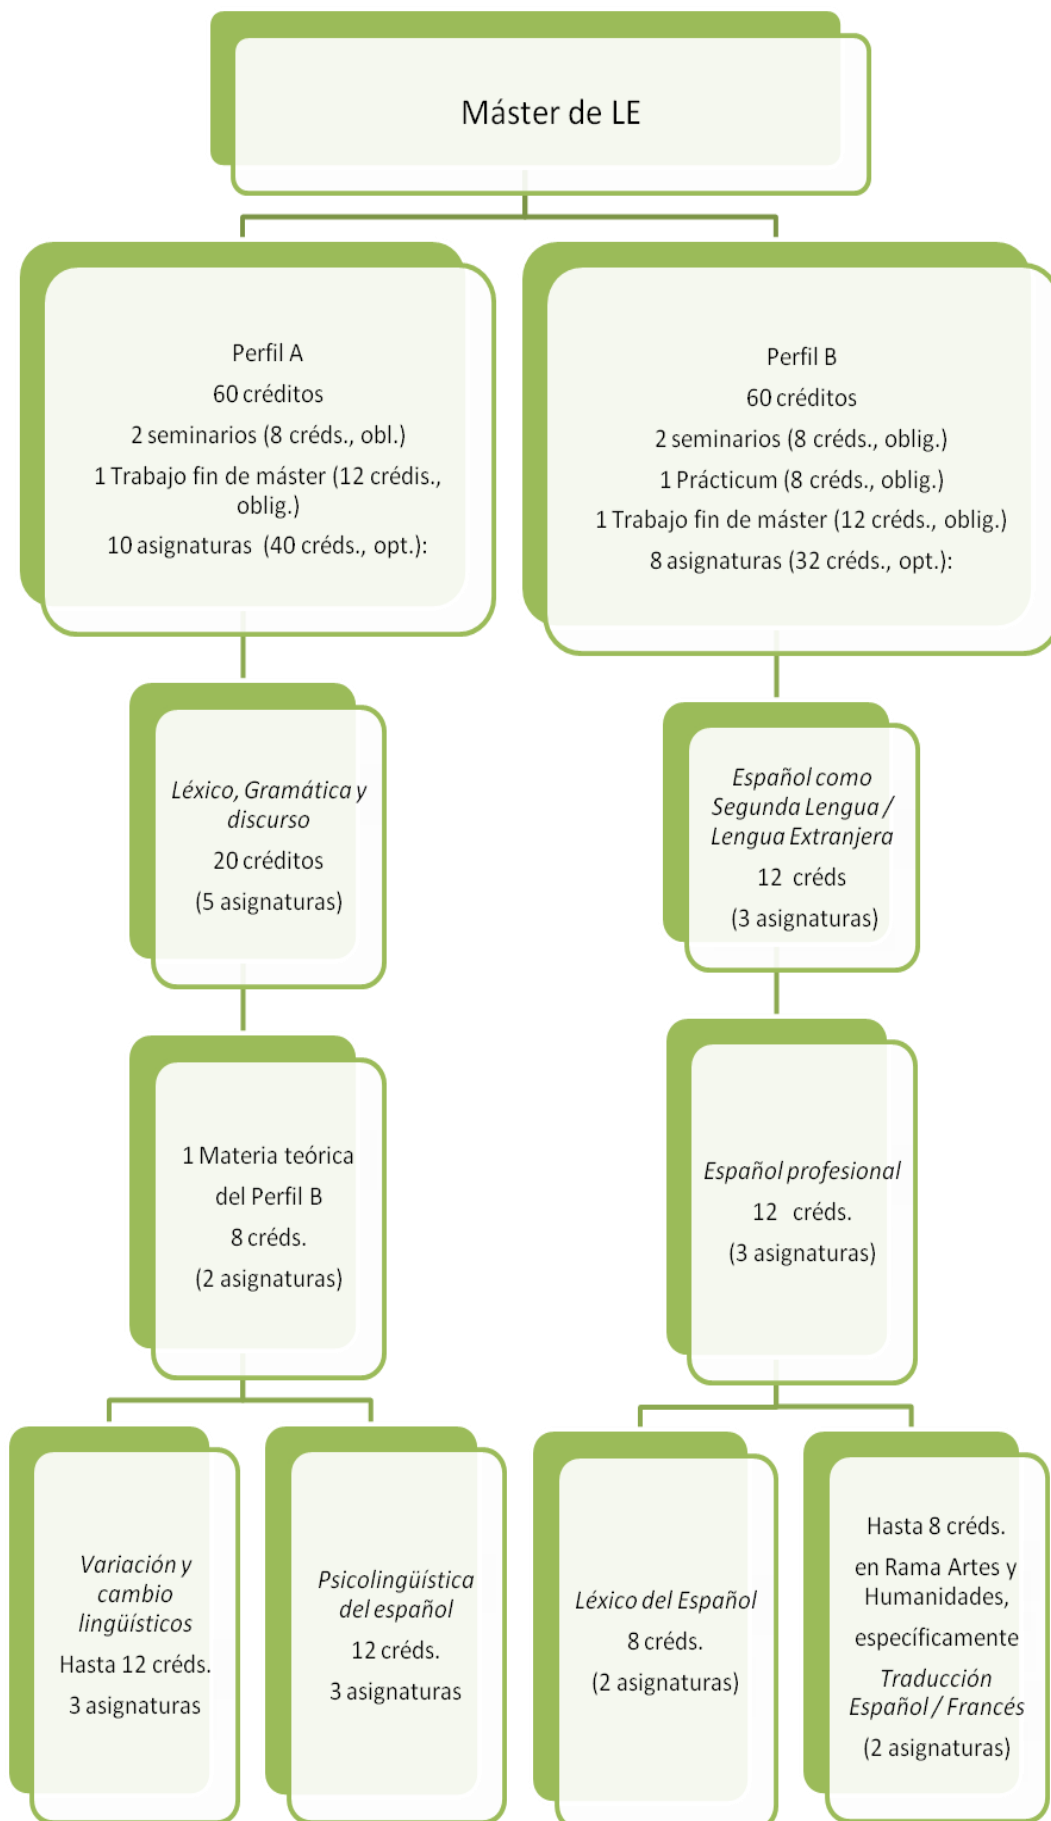 Máster de LE
Perfil A
60 créditos
2 seminarios (8 créds., obl.)
1 Trabajo fin de máster (12 crédis.,
oblig.)
10 asignaturas (40 créds., opt.):
Perfil B
60 créditos
2 seminarios (8 créds., oblig.)
1 Prácticum (8 créds., oblig.)
1 Trabajo fin de máster (12 créds., oblig.)
8 asignaturas (32 créds., opt.):
Léxico, Gramática y
discurso
20 créditos
(5 asignaturas)
Español como
Segunda Lengua /
Lengua Extranjera
12 créds
(3 asignaturas)
1 Materia teórica
del Perfil B
8 créds.
(2 asignaturas)
Español profesional
12 créds.
(3 asignaturas)
Variación y
cambio
lingüísticos
Hasta 12 créds.
3 asignaturas
Psicolingüística
del español
12 créds.
3 asignaturas
Léxico del Español
8 créds.
(2 asignaturas)
Hasta 8 créds.
en Rama Artes y
Humanidades,
específicamente
Traducción
Español / Francés
(2 asignaturas)